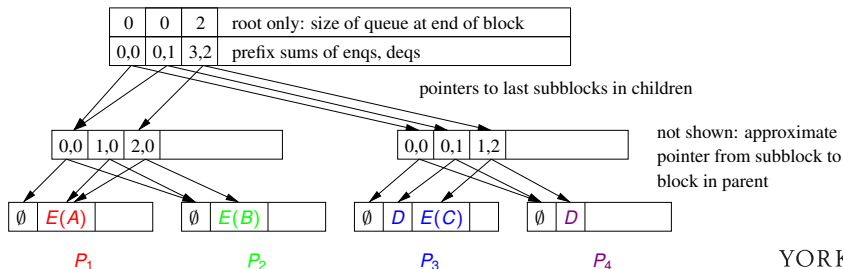 0 0 2 root only: size of queue at end of block
0,0 0,1 3,2 prefix sums of enqs, deqs
pointers to last subblocks in children
0,0 1,0 2,0
0,0 0,1 1,2
not shown: approximate
pointer from subblock to
block in parent
∅ E(A)
∅ E(B)
∅ D E(C)
∅ D
P1 P2 P3 P4
YORK